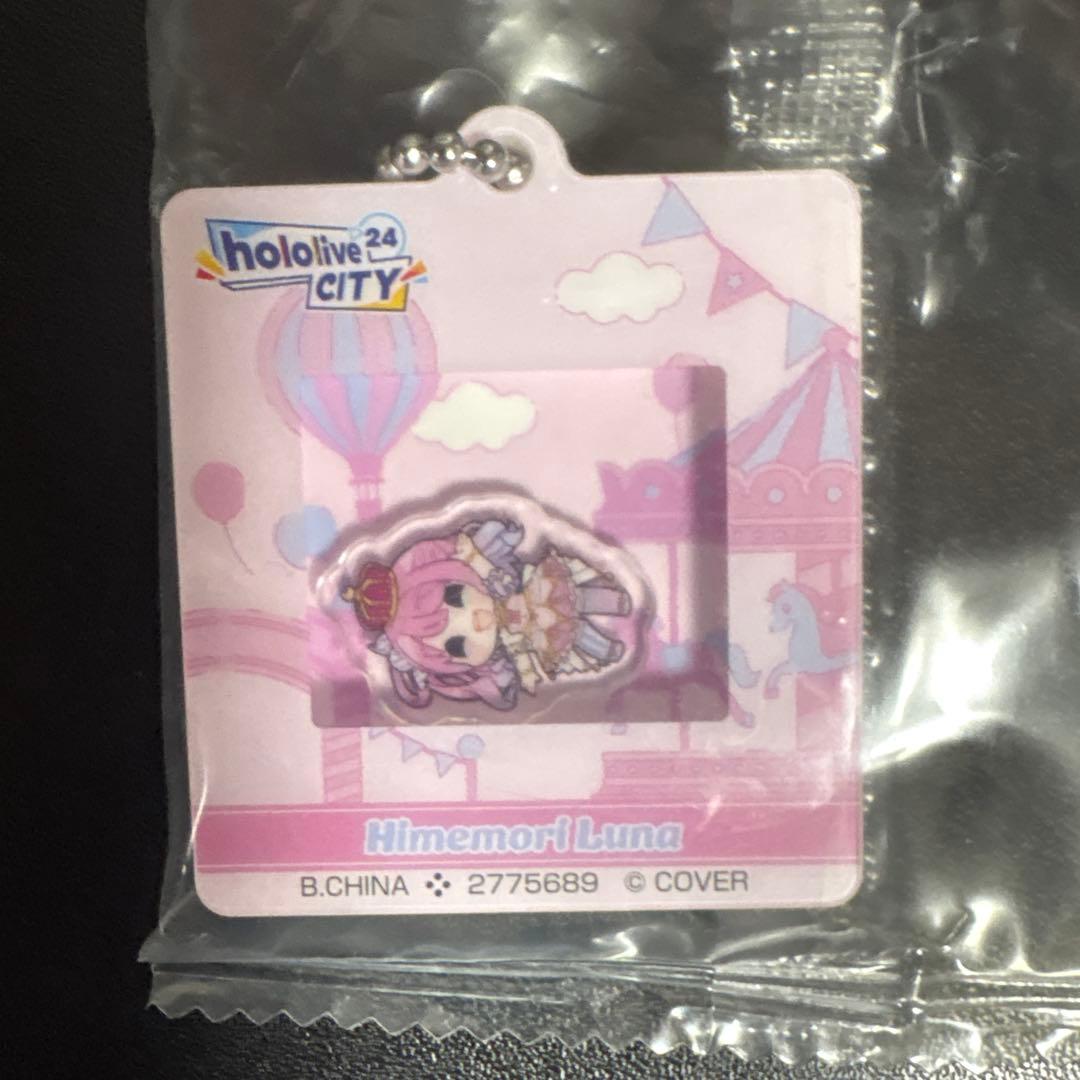 hololive 24
CITY
Himemori Luna
B.CHINA 2775689 © COVER